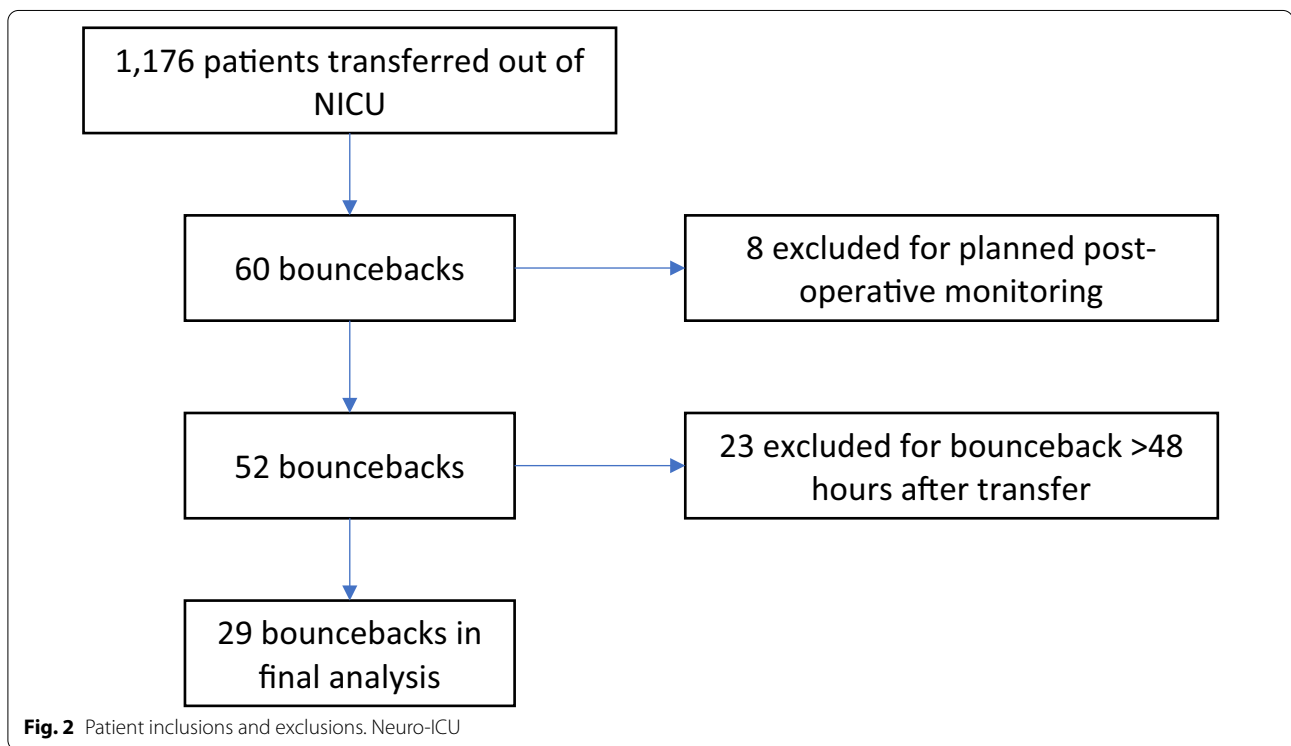 1,176 patients transferred out of
NICU
60 bouncebacks
8 excluded for planned post-
operative monitoring
52 bouncebacks
23 excluded for bounceback >48
hours after transfer
29 bouncebacks in
final analysis
Fig. 2 Patient inclusions and exclusions. Neuro-ICU